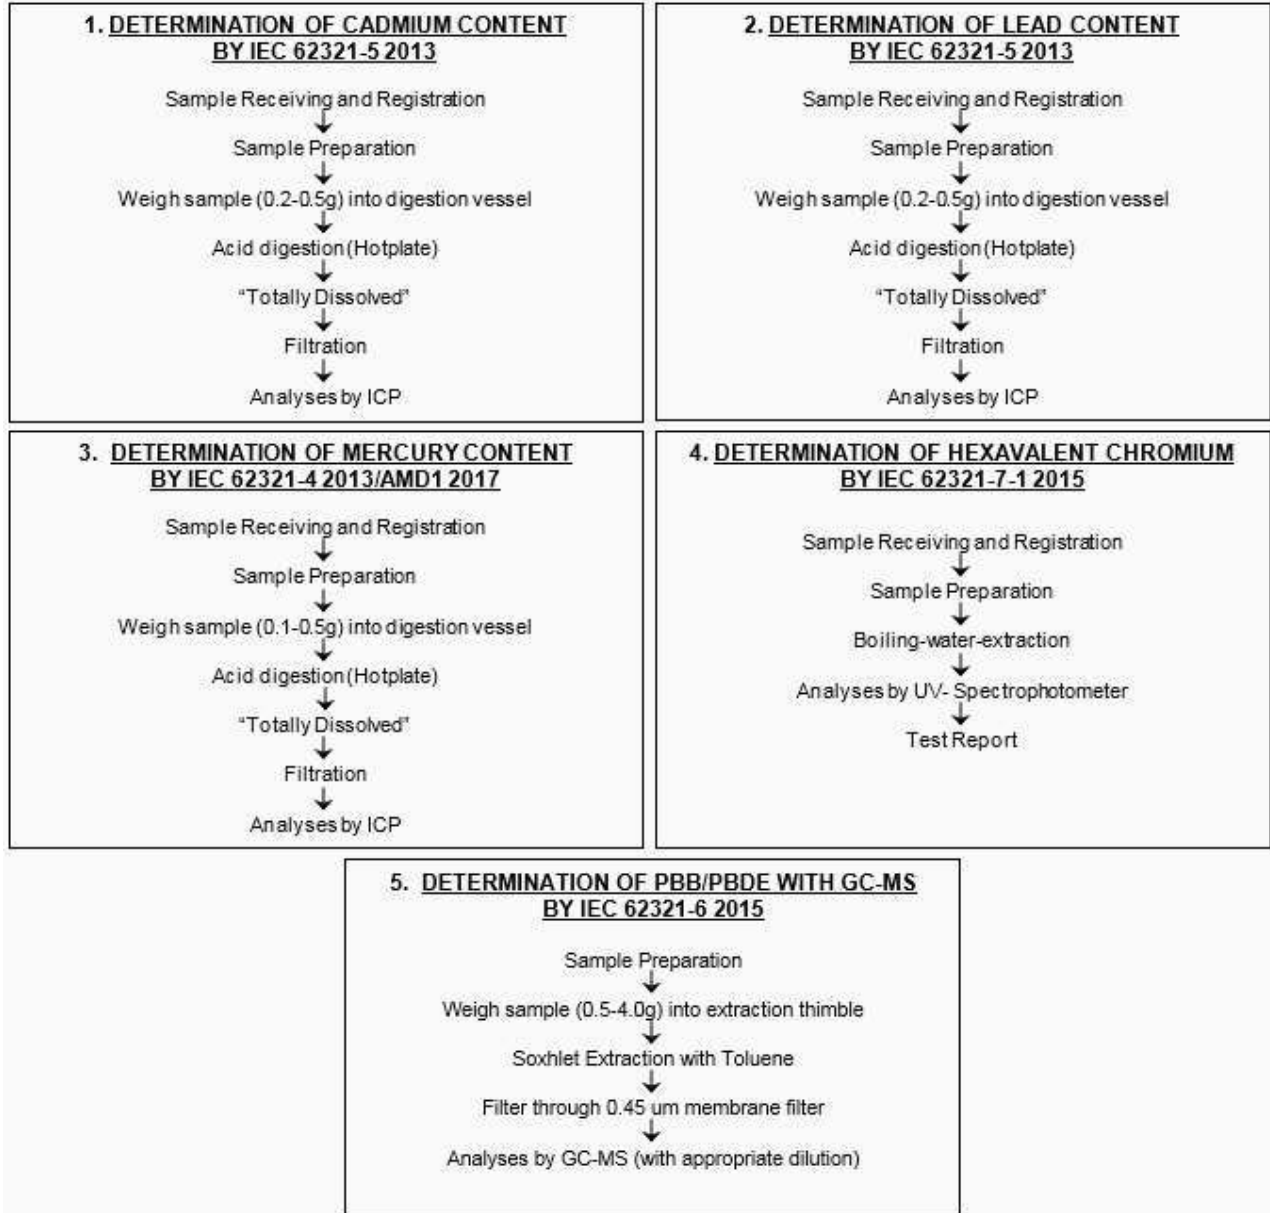 1. DETERMINATION OF CADMIUM CONTENT
BY IEC 62321-5 2013
Sample Receiving and Registration
Sample Preparation
Weigh sample (0.2-0.5g) into digestion vessel
Acid digestion (Hotplate)
“Totally Dissolved”
Filtration
Analyses by ICP
2. DETERMINATION OF LEAD CONTENT
BY IEC 62321-5 2013
Sample Receiving and Registration
Sample Preparation
Weigh sample (0.2-0.5g) into digestion vessel
Acid digestion (Hotplate)
“Totally Dissolved”
Filtration
Analyses by ICP
3. DETERMINATION OF MERCURY CONTENT
BY IEC 62321-4 2013/AMD1 2017
Sample Receiving and Registration
Sample Preparation
Weigh sample (0.1-0.5g) into digestion vessel
Acid digestion (Hotplate)
“Totally Dissolved”
Filtration
Analyses by ICP
4. DETERMINATION OF HEXAVALENT CHROMIUM
BY IEC 62321-7-1 2015
Sample Receiving and Registration
Sample Preparation
Boiling-water-extraction
Analyses by UV- Spectrophotometer
Test Report
5. DETERMINATION OF PBB/PBDE WITH GC-MS
BY IEC 62321-6 2015
Sample Preparation
Weigh sample (0.5-4.0g) into extraction thimble
Soxhlet Extraction with Toluene
Filter through 0.45 um membrane filter
Analyses by GC-MS (with appropriate dilution)